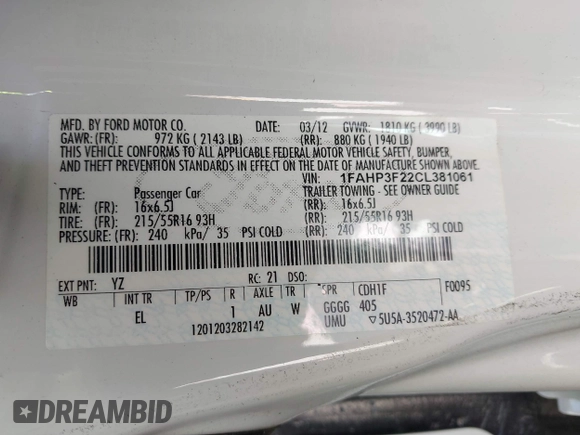 MFD. BY FORD MOTOR CO. DATE: 03/12 GVWR: 1810 KG ( 3990 LB)
GAWR: (FR): 972 KG ( 2143 LB) (RR): 880 KG ( 1940 LB)
THIS VEHICLE CONFORMS TO ALL APPLICABLE FEDERAL MOTOR VEHICLE SAFETY, BUMPER,
AND THEFT PREVENTION STANDARDS IN EFFECT ON THE DATE OF MANUFACTURE SHOWN ABOVE.
VIN: 1FAHP3F22CL381061
TYPE: Passenger Car TRAILER TOWING - SEE OWNER GUIDE
RIM: (FR) 16x6.5J (RR): 16x6.5J
TIRE: (FR) 215/55R16 93H (RR): 215/55R16 93H
PRESSURE: (FR) 240 kPa/ 35 PSI COLD (RR) 240 kPa/ 35 PSI COLD
EXT PNT: YZ RC: 21 DSO: F0095
WB INT TR TP/PS R AXLE TR SPR CDH1F
EL 1 AU W GGGG 405
1201203282142 UMU 5U5A-3520472-AA
DREAMBID